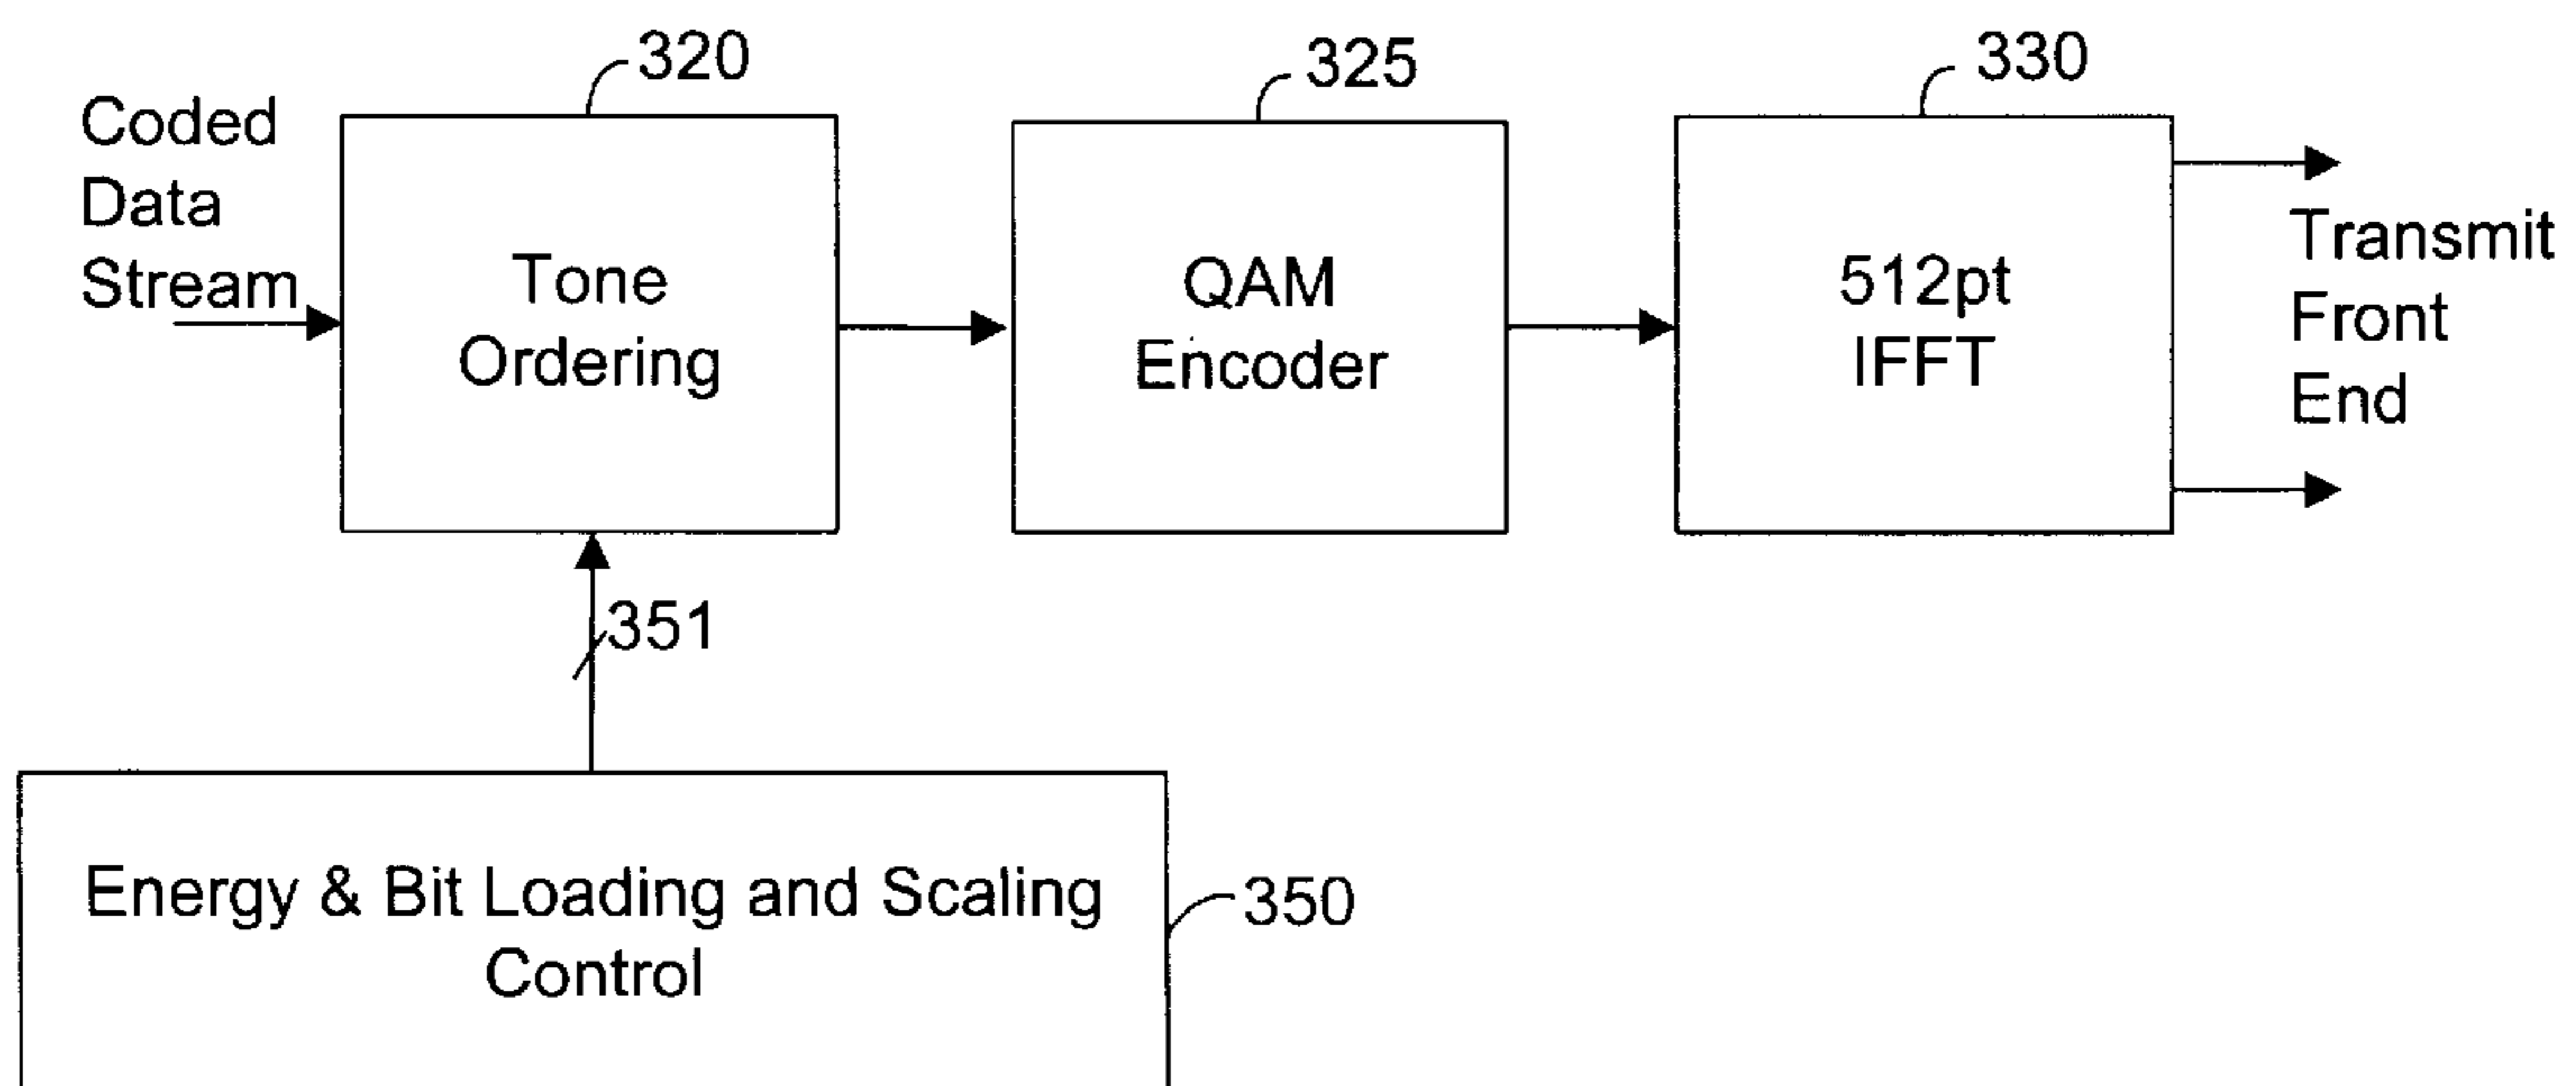 320
325
330
Coded
Data
Stream
Tone
Ordering
QAM
Encoder
512pt
IFFT
Transmit
Front
End
351
Energy & Bit Loading and Scaling
Control
350